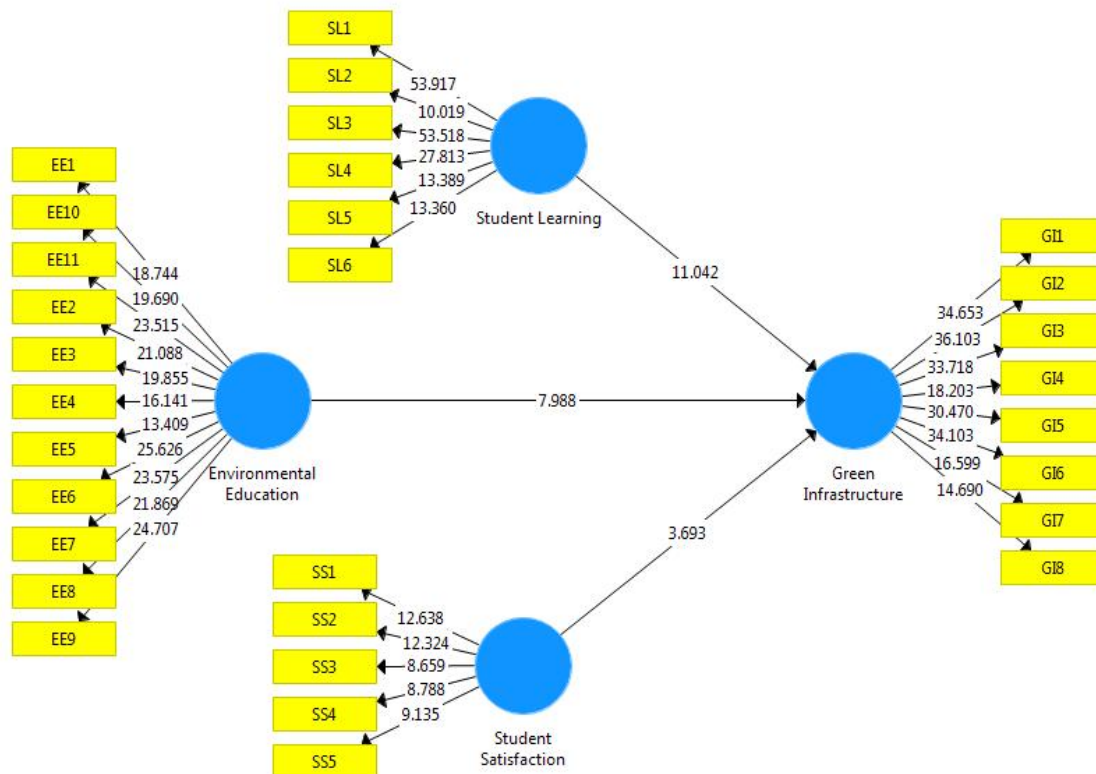 SL1
SL2
SL3
SL4
SL5
SL6
53.917
10.019
53.518
27.813
13.389
13.360
Student Learning
EE1
EE10
EE11
EE2
EE3
EE4
EE5
EE6
EE7
EE8
EE9
18.744
19.690
23.515
21.088
19.855
16.141
13.409
25.626
23.575
21.869
24.707
Environmental
Education
11.042
7.988
3.693
GI1
GI2
GI3
GI4
GI5
GI6
GI7
GI8
34.653
36.103
33.718
18.203
30.470
34.103
16.599
14.690
Green
Infrastructure
SS1
SS2
SS3
SS4
SS5
12.638
12.324
8.659
8.788
9.135
Student
Satisfaction